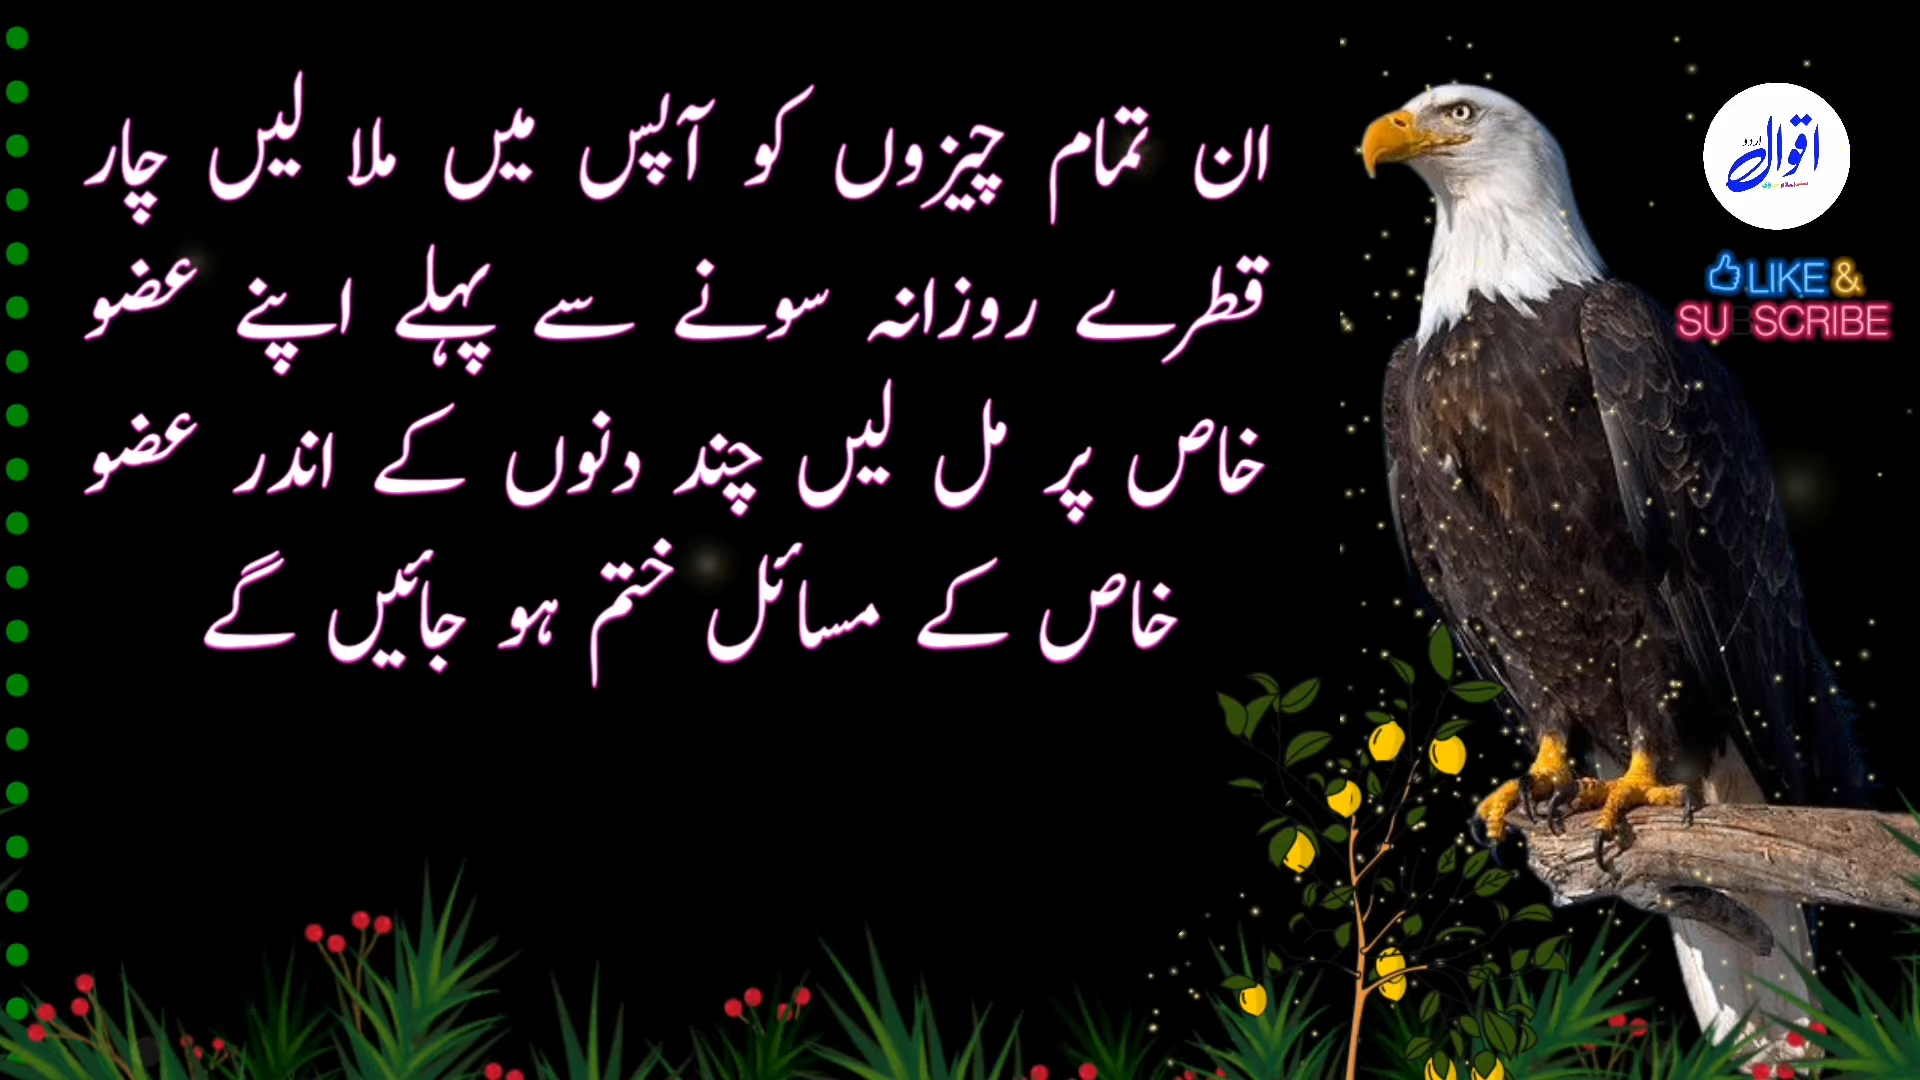 ان تمام چیزوں کو آپس میں ملا لیں چار
قطرے روزانہ سونے سے پہلے اپنے عضو
خاص پر مل لیں چند دنوں کے اندر عضو
خاص کے مسائل ختم ہو جائیں گے
اقوال
اردو
LIKE &
SUBSCRIBE